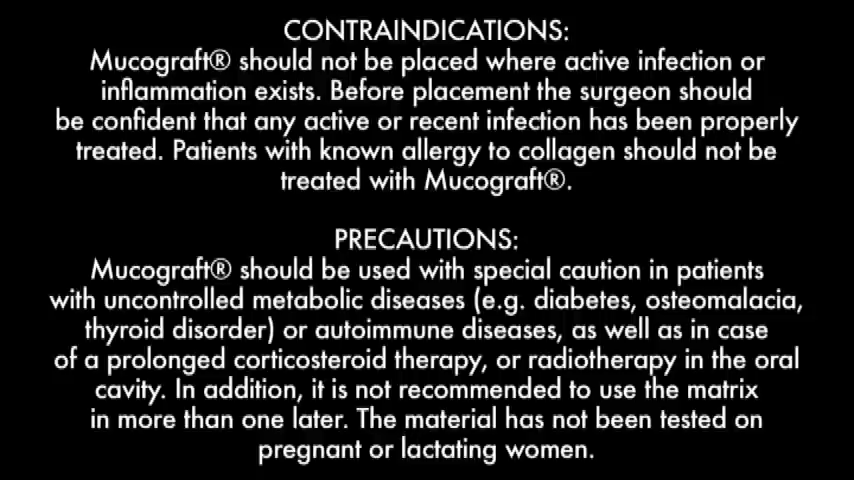 CONTRAINDICATIONS:
Mucograft® should not be placed where active infection or
inflammation exists. Before placement the surgeon should
be confident that any active or recent infection has been properly
treated. Patients with known allergy to collagen should not be
treated with Mucograft®.
PRECAUTIONS:
Mucograft® should be used with special caution in patients
with uncontrolled metabolic diseases (e.g. diabetes, osteomalacia,
thyroid disorder) or autoimmune diseases, as well as in case
of a prolonged corticosteroid therapy, or radiotherapy in the oral
cavity. In addition, it is not recommended to use the matrix
in more than one later. The material has not been tested on
pregnant or lactating women.